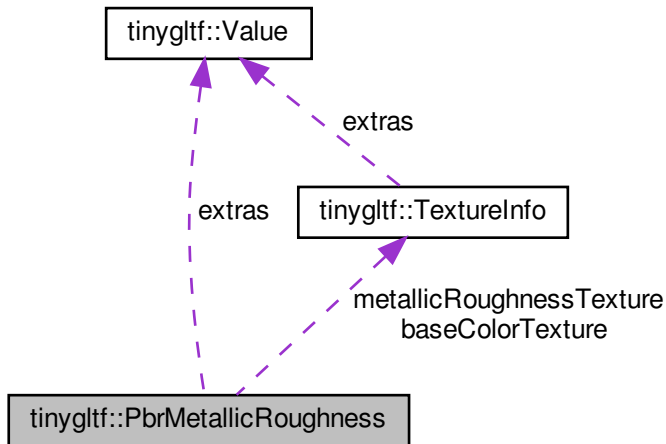 tinygltf::Value
extras
tinygltf::TextureInfo
extras
metallicRoughnessTexture
baseColorTexture
tinygltf::PbrMetallicRoughness